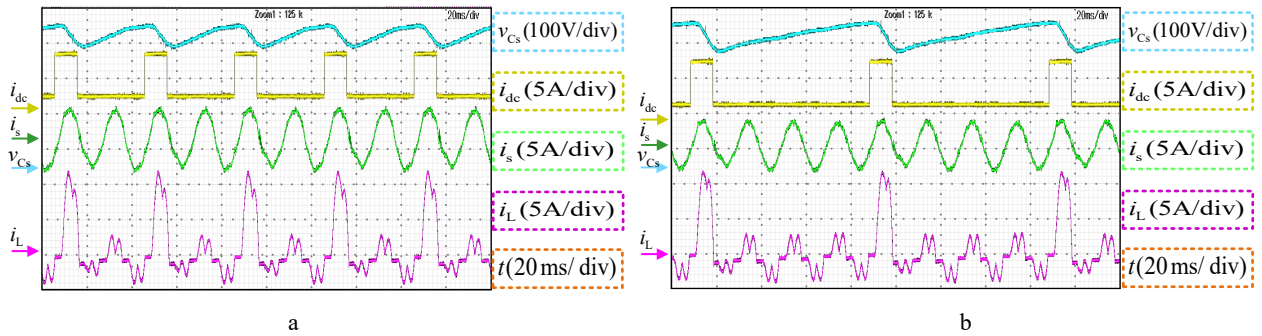 Zoom1 : 125 k
20ms/div
v_Cs (100V/div)
i_dc
i_dc (5A/div)
i_s
i_s (5A/div)
v_Cs
i_L (5A/div)
i_L
t(20 ms/ div)
a
Zoom1 : 125 k
20ms/div
v_Cs (100V/div)
i_dc
i_dc (5A/div)
i_s
i_s (5A/div)
v_Cs
i_L (5A/div)
i_L
t(20 ms/ div)
b